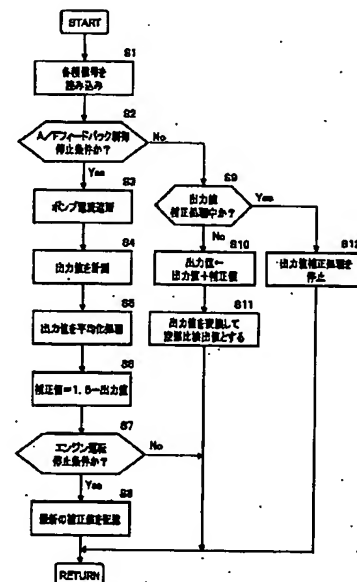 START
S1
各種信号を
読み込み
S2
A/Fフィードバック制御
停止条件か?
No
Yes
S3
ポンプ電流遮断
S4
出力値を計測
S5
出力値を平均化処理
S6
補正値=1.5-出力値
S7
エンジン運転
停止条件か?
No
Yes
S8
最新の補正値を記憶
S9
出力値
補正処理中か?
Yes
No
S10
出力値←
出力値+補正値
S11
出力値を変換して
空燃比検出値とする
S12
出力値補正処理を
停止
RETURN